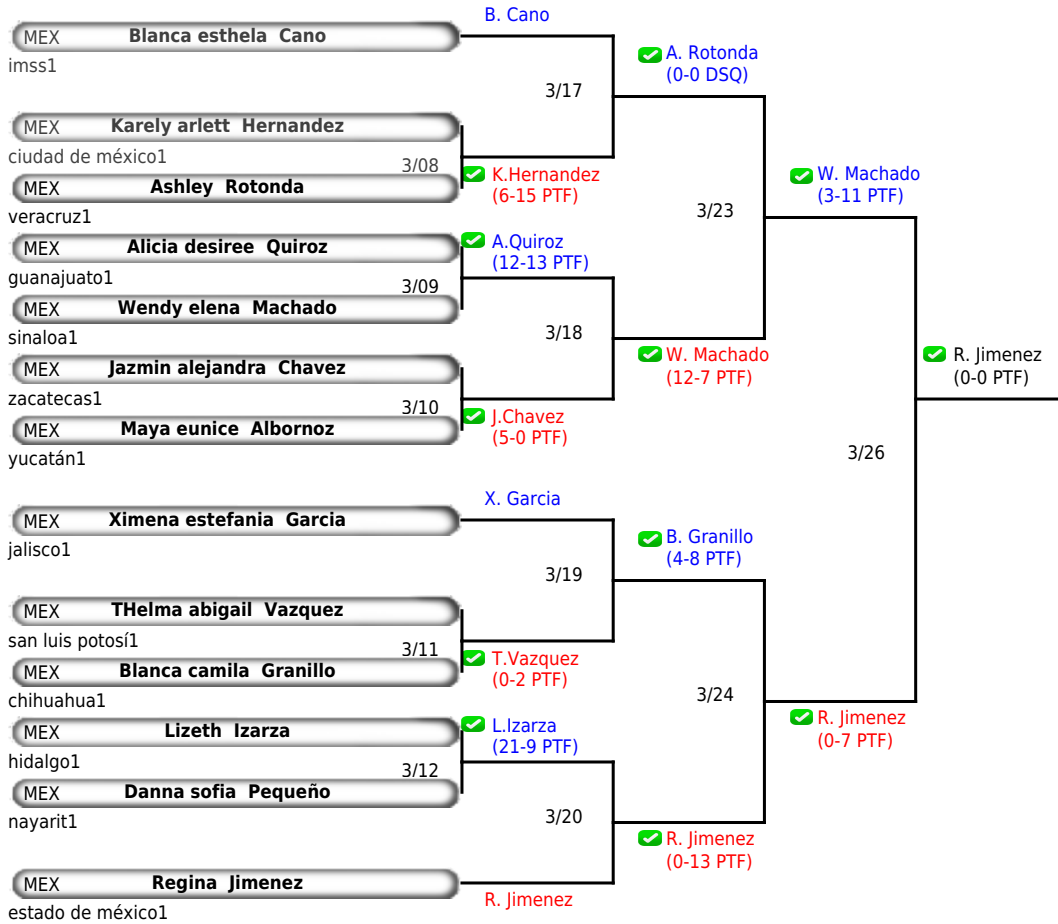 B. Cano
MEX Blanca esthela Cano
imss1
A. Rotonda
(0-0 DSQ)
3/17
MEX Karely arlett Hernandez
ciudad de méxico1
3/08
K.Hernandez
(6-15 PTF)
MEX Ashley Rotonda
veracruz1
W. Machado
(3-11 PTF)
3/23
MEX Alicia desiree Quiroz
guanajuato1
A.Quiroz
(12-13 PTF)
3/09
MEX Wendy elena Machado
sinaloa1
3/18
W. Machado
(12-7 PTF)
R. Jimenez
(0-0 PTF)
MEX Jazmin alejandra Chavez
zacatecas1
3/10
J.Chavez
(5-0 PTF)
MEX Maya eunice Albornoz
yucatán1
3/26
X. Garcia
MEX Ximena estefania Garcia
jalisco1
B. Granillo
(4-8 PTF)
3/19
MEX THelma abigail Vazquez
san luis potosí1
3/11
T.Vazquez
(0-2 PTF)
MEX Blanca camila Granillo
chihuahua1
3/24
R. Jimenez
(0-7 PTF)
MEX Lizeth Izarza
hidalgo1
L.Izarza
(21-9 PTF)
3/12
MEX Danna sofia Pequeño
nayarit1
3/20
R. Jimenez
(0-13 PTF)
MEX Regina Jimenez
estado de méxico1
R. Jimenez